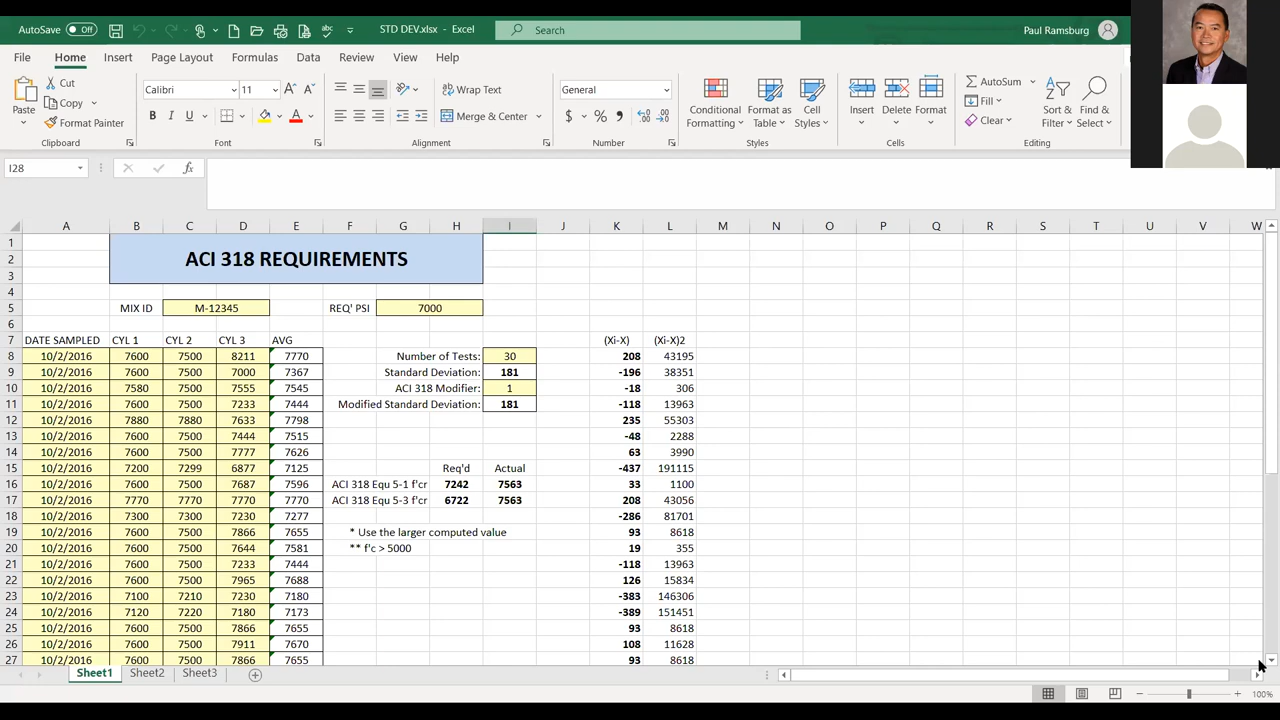 AutoSave Off STD DEV.xlsx - Excel Search Paul Ramsburg
File Home Insert Page Layout Formulas Data Review View Help
Paste Cut Copy Format Painter Clipboard
Calibri 11 A A B I U A Font
Wrap Text Merge & Center Alignment
General $ % , Number
Conditional Formatting Format as Table Cell Styles Styles
Insert Delete Format Cells
AutoSum Fill Clear Sort & Filter Find & Select Editing
I28 fx
A B C D E F G H I J K L M N O P Q R S T U V W
1
2 ACI 318 REQUIREMENTS
3
4
5 MIX ID M-12345 REQ' PSI 7000
6
7 DATE SAMPLED CYL 1 CYL 2 CYL 3 AVG (Xi-X) (Xi-X)2
8 10/2/2016 7600 7500 8211 7770 Number of Tests: 30 208 43195
9 10/2/2016 7600 7500 7000 7367 Standard Deviation: 181 -196 38351
10 10/2/2016 7580 7500 7555 7545 ACI 318 Modifier: 1 -18 306
11 10/2/2016 7600 7500 7233 7444 Modified Standard Deviation: 181 -118 13963
12 10/2/2016 7880 7880 7633 7798 235 55303
13 10/2/2016 7600 7500 7444 7515 -48 2288
14 10/2/2016 7600 7500 7777 7626 63 3990
15 10/2/2016 7200 7299 6877 7125 Req'd Actual -437 191115
16 10/2/2016 7600 7500 7687 7596 ACI 318 Equ 5-1 f'cr 7242 7563 33 1100
17 10/2/2016 7770 7770 7770 7770 ACI 318 Equ 5-3 f'cr 6722 7563 208 43056
18 10/2/2016 7300 7300 7230 7277 -286 81701
19 10/2/2016 7600 7500 7866 7655 * Use the larger computed value 93 8618
20 10/2/2016 7600 7500 7644 7581 ** f'c > 5000 19 355
21 10/2/2016 7600 7500 7233 7444 -118 13963
22 10/2/2016 7600 7500 7965 7688 126 15834
23 10/2/2016 7100 7210 7230 7180 -383 146306
24 10/2/2016 7120 7220 7180 7173 -389 151451
25 10/2/2016 7600 7500 7866 7655 93 8618
26 10/2/2016 7600 7500 7911 7670 108 11628
27 10/2/2016 7600 7500 7866 7655 93 8618
Sheet1 Sheet2 Sheet3
100%